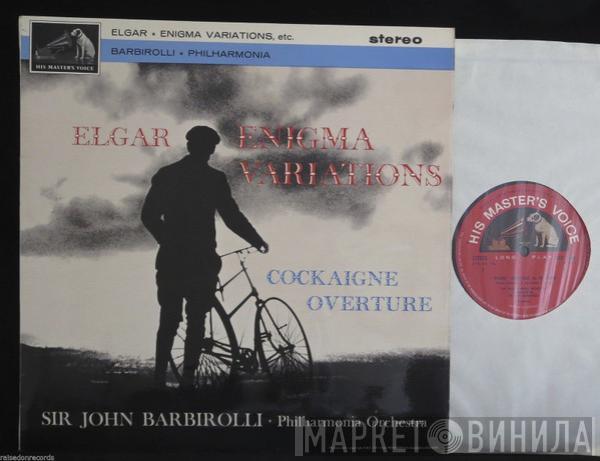 ELGAR • ENIGMA VARIATIONS, etc.
stereo
BARBIROLLI • PHILHARMONIA
HIS MASTER'S VOICE
ELGAR ENIGMA
VARIATIONS
COCKAIGNE
OVERTURE
SIR JOHN BARBIROLLI · Philharmonia Orchestra
HIS MASTER'S VOICE
МАРКЕТ ВИНИЛА
raisedonrecords